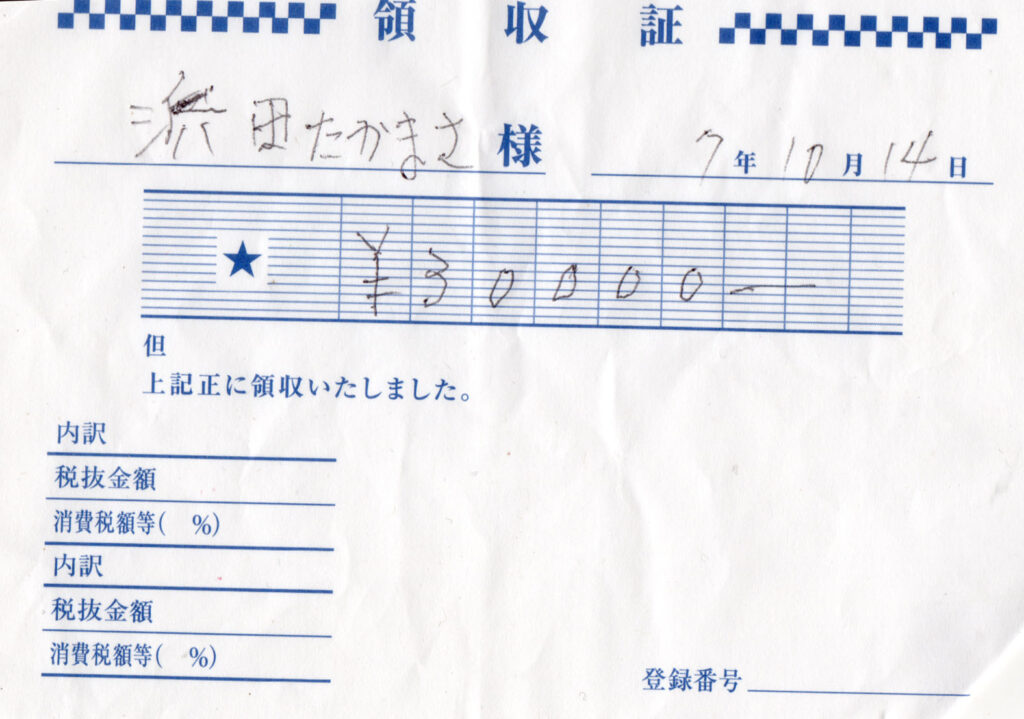 領収証
浜田たかまさ 様 7年10月14日
★ ¥30000―
但
上記正に領収いたしました。
内訳
税抜金額
消費税額等( %)
内訳
税抜金額
消費税額等( %)
登録番号